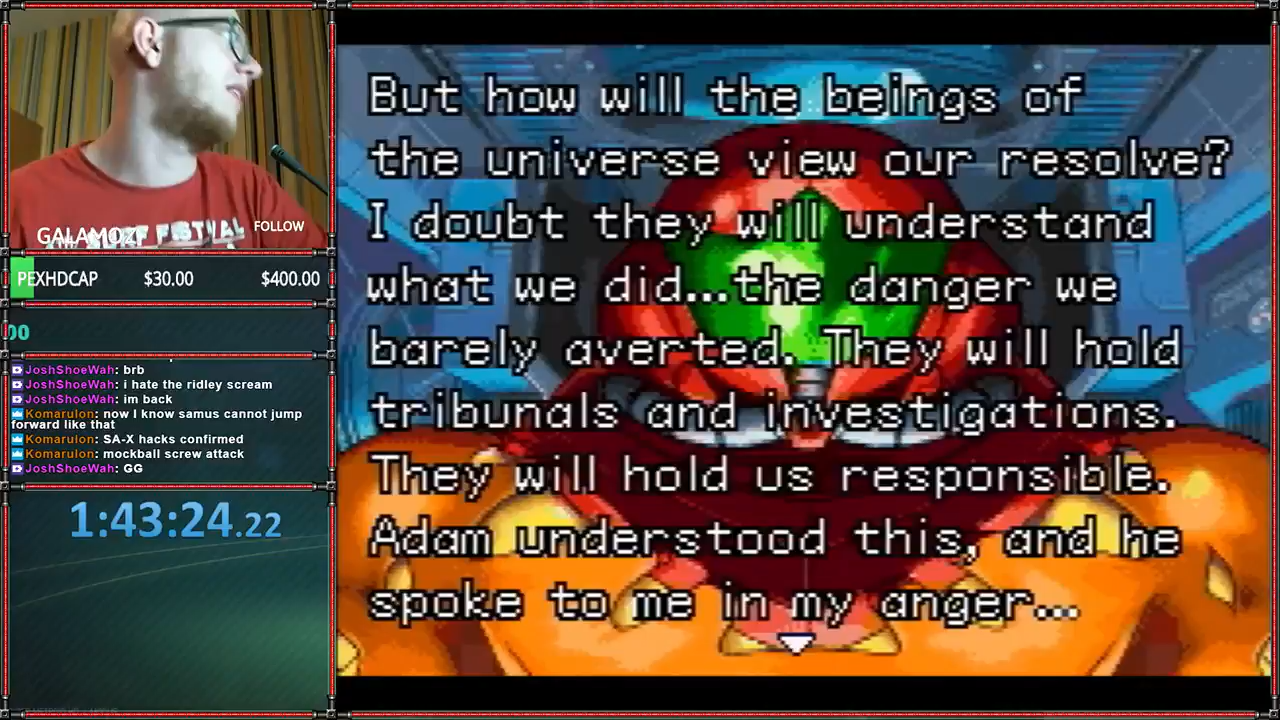 GALAMOZ
FOLLOW
PEXHDCAP $30.00 $400.00
00
JoshShoeWah: brb
JoshShoeWah: i hate the ridley scream
JoshShoeWah: im back
Komarulon: now I know samus cannot jump
forward like that
Komarulon: SA-X hacks confirmed
Komarulon: mockball screw attack
JoshShoeWah: GG
1:43:24.22
But how will the beings of
the universe view our resolve?
I doubt they will understand
what we did...the danger we
barely averted. They will hold
tribunals and investigations.
They will hold us responsible.
Adam understood this, and he
spoke to me in my anger...